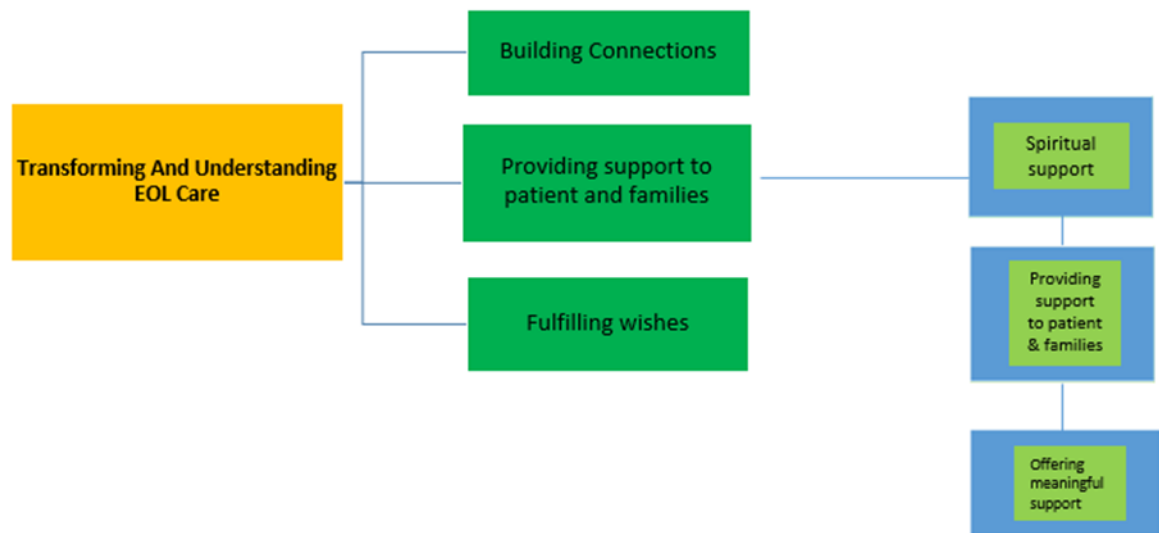 Transforming And Understanding
EOL Care
Building Connections
Providing support to
patient and families
Fulfilling wishes
Spiritual
support
Providing
support
to patient
& families
Offering
meaningful
support